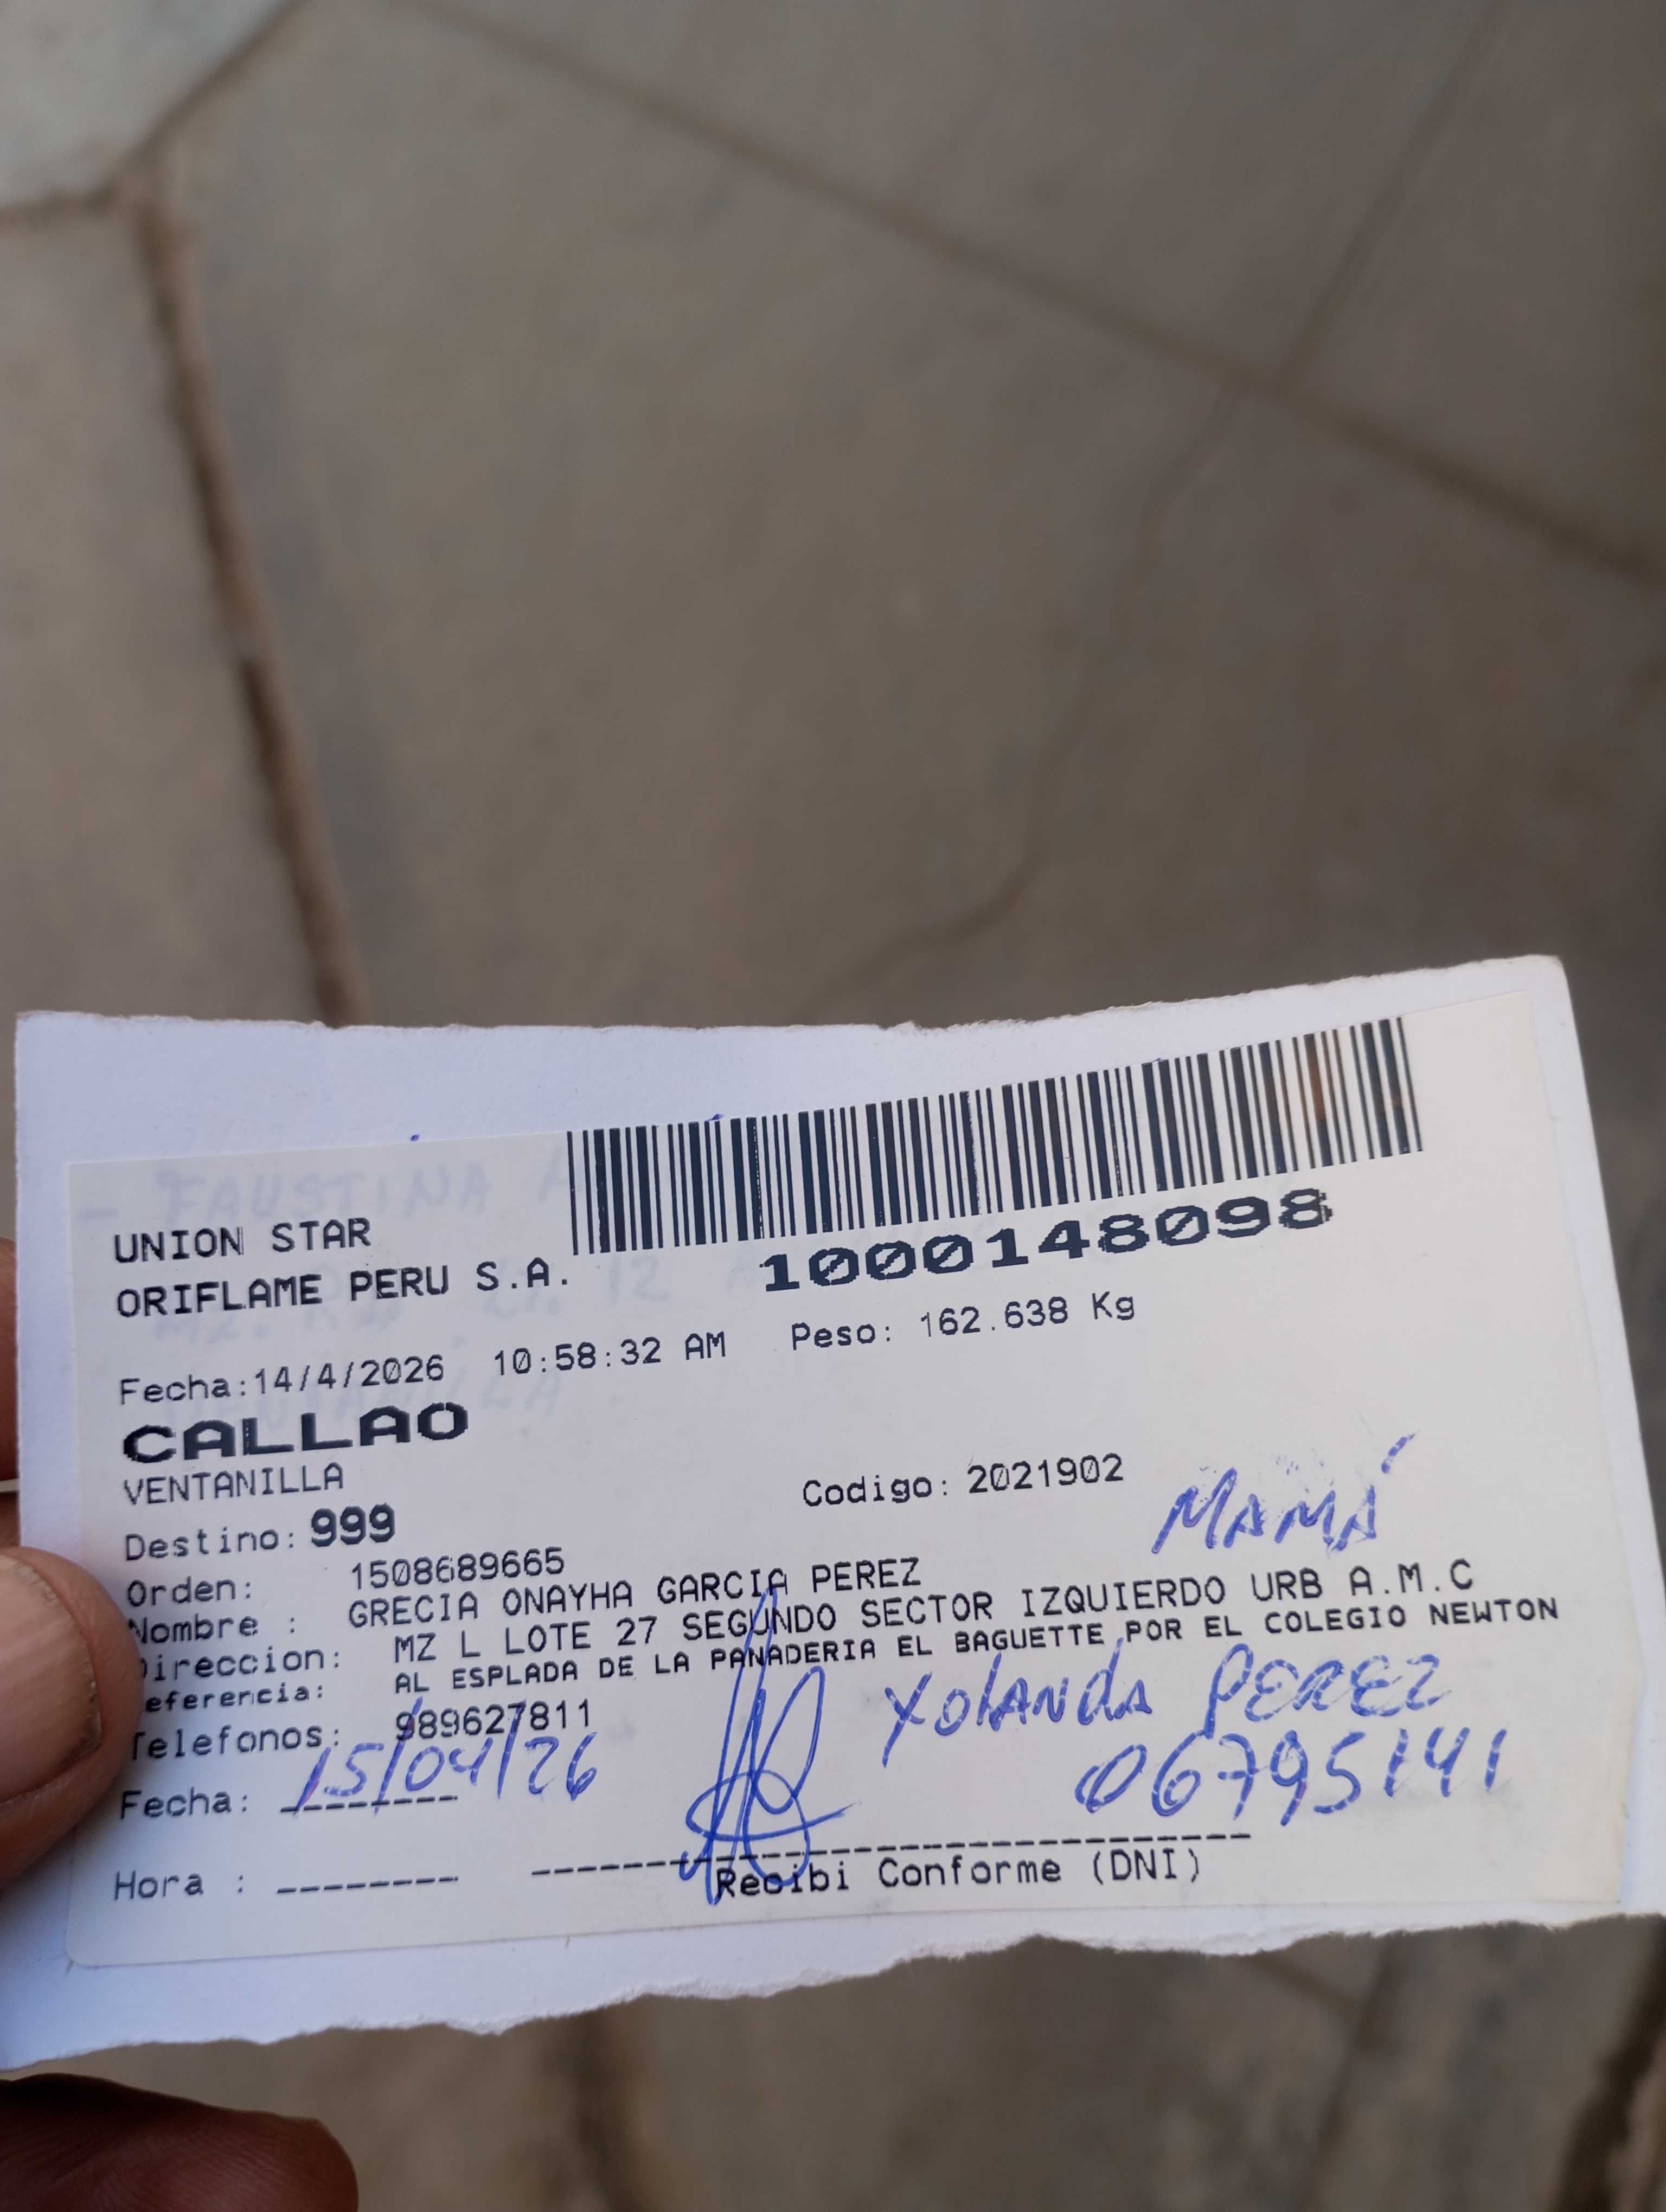 UNION STAR
ORIFLAME PERU S.A.
1000148098
Fecha:14/4/2026 10:58:32 AM Peso: 162.638 Kg
CALLAO
VENTANILLA
Codigo: 2021902
MAMÁ
Destino: 999
Orden: 1508689665
Nombre : GRECIA ONAYHA GARCIA PEREZ
Direccion: MZ L LOTE 27 SEGUNDO SECTOR IZQUIERDO URB A.M.C
eferencia: AL ESPLADA DE LA PANADERIA EL BAGUETTE POR EL COLEGIO NEWTON
Telefonos: 989627811
Yolanda PEREZ
Fecha: 15/04/26
06795141
Hora :
Recibi Conforme (DNI)
FAUSTINA